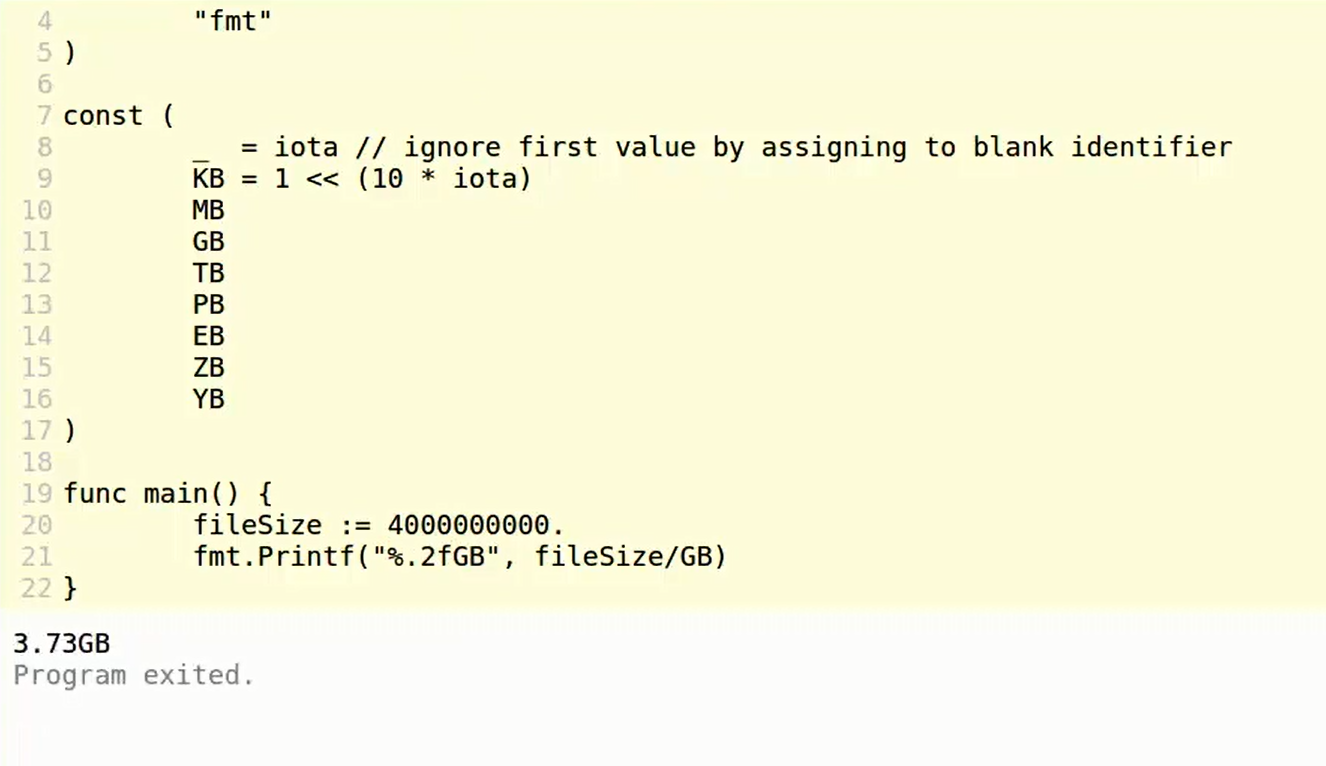 4 "fmt"
5 )
6
7 const (
8 _ = iota // ignore first value by assigning to blank identifier
9 KB = 1 << (10 * iota)
10 MB
11 GB
12 TB
13 PB
14 EB
15 ZB
16 YB
17 )
18
19 func main() {
20 fileSize := 4000000000.
21 fmt.Printf("%.2fGB", fileSize/GB)
22 }
3.73GB
Program exited.